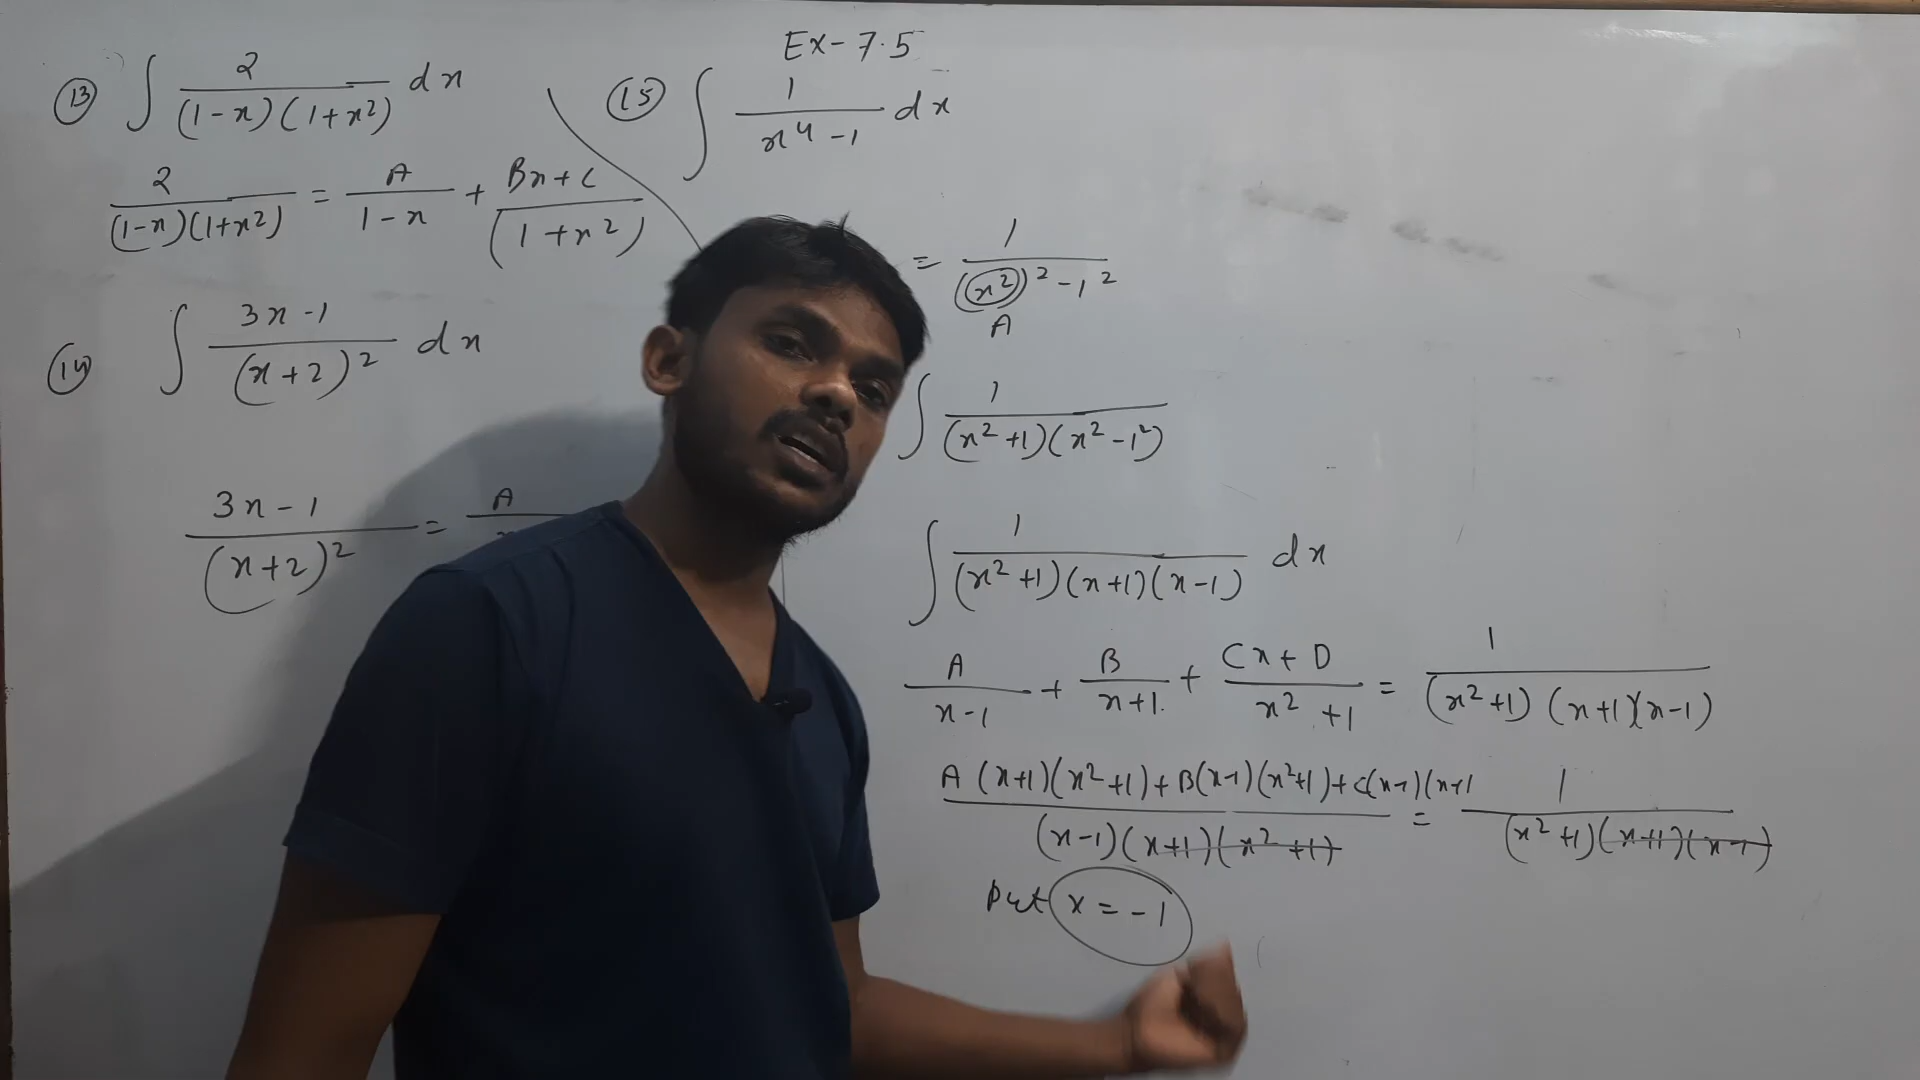 Ex- 7.5
(13) ∫ 2/((1-x)(1+x²)) dx
2/((1-x)(1+x²)) = A/(1-x) + (Bx+C)/(1+x²)
(14) ∫ (3x-1)/(x+2)² dx
(3x-1)/(x+2)² = A
(15) ∫ 1/(x⁴-1) dx
= 1/((x²)²-1²)
A
∫ 1/((x²+1)(x²-1²))
∫ 1/((x²+1)(x+1)(x-1)) dx
A/(x-1) + B/(x+1) + (Cx+D)/(x²+1) = 1/((x²+1)(x+1)(x-1))
(A(x+1)(x²+1)+B(x-1)(x²+1)+C(x-1)(x+1)/((x-1)(x+1)(x²+1)) = 1/((x²+1)(x+1)(x-1))
put x = -1